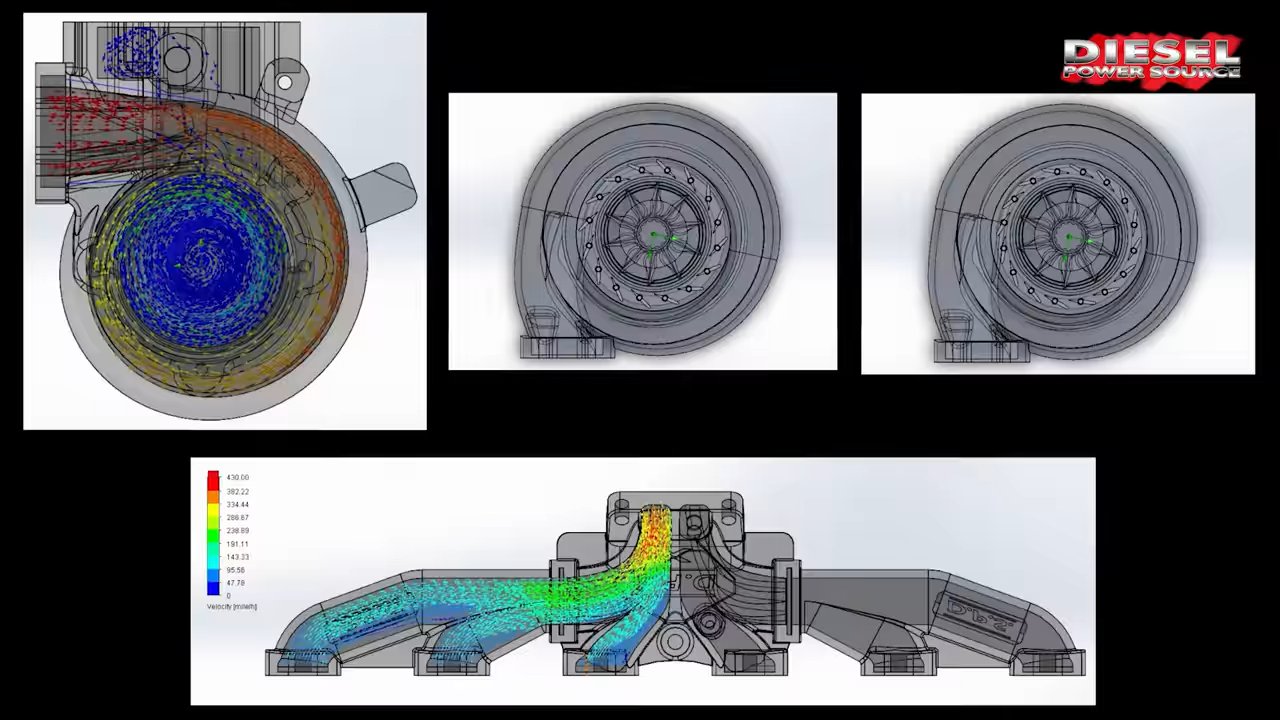 DIESEL
POWER SOURCE
430.00
382.22
334.44
286.67
238.89
191.11
143.33
95.56
47.78
0
Velocity [mile/h]
D.P.